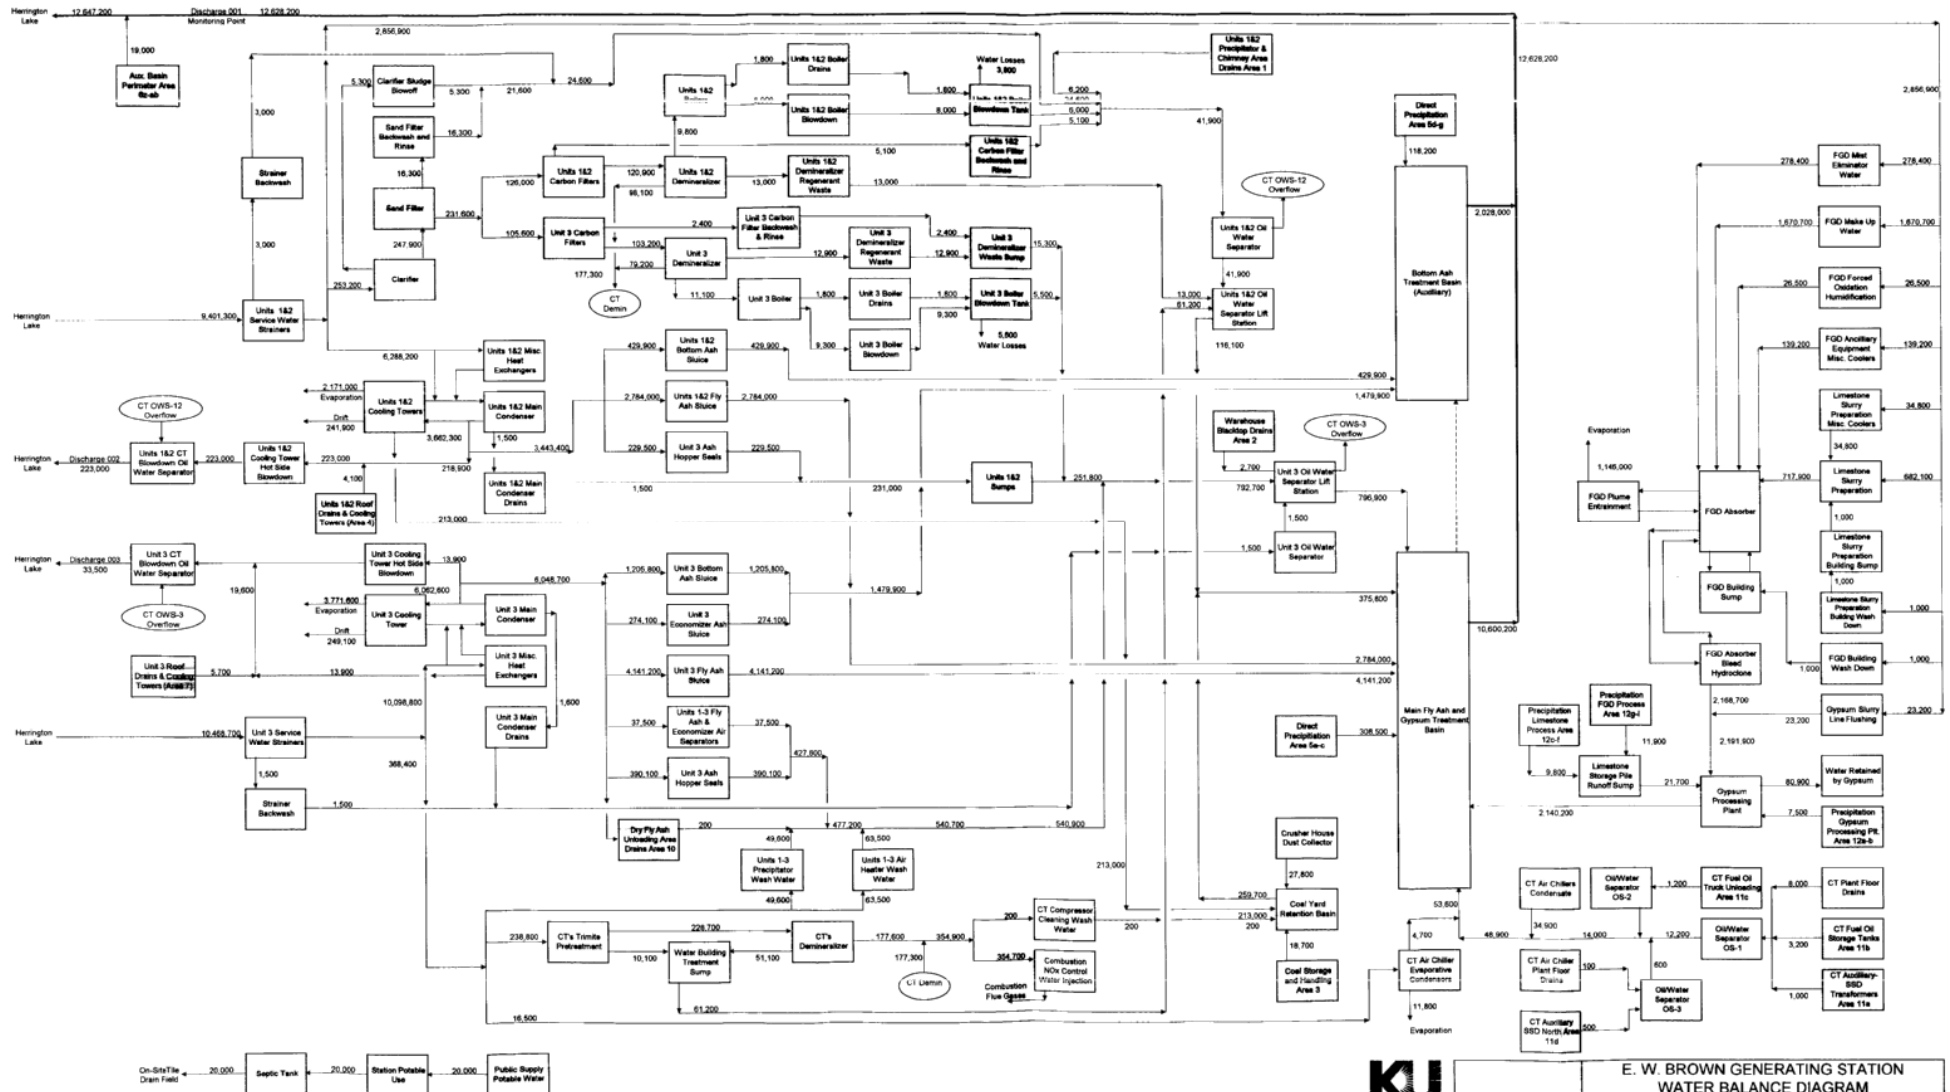 Herrington
Lake
12,647,200
Discharge 001
Monitoring Point
12,628,200
2,856,900
19,000
Aux. Basin
Perimeter Area
3,000
Strainer
Backwash
3,000
Herrington
Lake
9,401,300
Units 1&2
Service Water
Strainers
253,200
5,300
Clarifier Sludge
Blowoff
5,300
21,600
24,600
Sand Filter
Backwash and
Rinse
16,300
16,300
Sand Filter
231,600
247,900
Clarifier
126,000
Units 1&2
Carbon Filters
120,900
98,100
105,600
Unit 3 Carbon
Filters
103,200
79,200
177,300
CT
Demin
Units 1&2
9,800
Units 1&2
Demineralizer
13,000
Units 1&2
Demineralizer
Regenerant
Waste
13,000
5,100
1,800
Units 1&2 Boiler
Drains
1,800
Units 1&2 Boiler
Blowdown
8,000
Water Losses
3,800
Blowdown Tank
Units 1&2
Carbon Filter
Backwash and
Rinse
6,200
6,000
5,100
Units 1&2
Precipitator &
Chimney Area
Drains Area 1
41,900
2,400
Unit 3 Carbon
Filter Backwash
& Rinse
2,400
Unit 3
Demineralizer
12,900
Unit 3
Demineralizer
Regenerant
Waste
12,900
Unit 3
Demineralizer
Waste Sump
15,300
11,100
Unit 3 Boiler
1,800
Unit 3 Boiler
Drains
1,800
9,300
Unit 3 Boiler
Blowdown Tank
5,500
9,300
Unit 3 Boiler
Blowdown
5,600
Water Losses
CT OWS-12
Overflow
Units 1&2 Oil
Water
Separator
41,900
13,000
61,200
Units 1&2 Oil
Water
Separator Lift
Station
116,100
Direct
Precipitation
Area 5d-g
118,200
Bottom Ash
Treatment Basin
(Auxiliary)
2,028,000
12,628,200
2,856,900
429,900
1,479,900
6,288,200
Units 1&2 Misc.
Heat
Exchangers
2,171,000
Evaporation
Drift
241,900
Units 1&2
Cooling Towers
Units 1&2 Main
Condenser
3,662,300
1,500
3,443,400
218,900
Units 1&2 Main
Condenser
Drains
CT OWS-12
Overflow
Herrington
Lake
Discharge 002
223,000
Units 1&2 CT
Blowdown Oil
Water Separator
223,000
Units 1&2
Cooling Tower
Hot Side
Blowdown
223,000
4,100
Units 1&2 Roof
Drains & Cooling
Towers (Area 4)
429,900
Units 1&2
Bottom Ash
Sluice
429,900
2,784,000
Units 1&2 Fly
Ash Sluice
2,784,000
229,500
Unit 3 Ash
Hopper Seals
229,500
1,500
231,000
Units 1&2
Sumps
251,800
213,000
Warehouse
Blacktop Drains
Area 2
CT OWS-3
Overflow
2,700
792,700
Unit 3 Oil Water
Separator Lift
Station
796,900
1,500
1,500
Unit 3 Oil Water
Separator
Herrington
Lake
Discharge 003
33,500
Unit 3 CT
Blowdown Oil
Water Separator
Unit 3 Cooling
Tower Hot Side
Blowdown
13,900
19,600
CT OWS-3
Overflow
6,062,600
6,048,700
3,771,600
Evaporation
Drift
249,100
Unit 3 Cooling
Tower
Unit 3 Main
Condenser
Unit 3 Misc.
Heat
Exchangers
Unit 3 Roof
Drains & Cooling
Towers (Area 7)
5,700
13,900
10,098,800
1,600
Unit 3 Main
Condenser
Drains
Herrington
Lake
10,468,700
Unit 3 Service
Water Strainers
1,500
368,400
Strainer
Backwash
1,500
1,205,800
Unit 3 Bottom
Ash Sluice
1,205,800
1,479,900
274,100
Unit 3
Economizer Ash
Sluice
274,100
4,141,200
Unit 3 Fly Ash
Sluice
4,141,200
37,500
Units 1-3 Fly
Ash &
Economizer Air
Separators
37,500
427,600
390,100
Unit 3 Ash
Hopper Seals
390,100
Dry Fly Ash
Unloading Area
Drains Area 10
200
477,200
540,700
540,900
49,600
63,500
Units 1-3
Precipitator
Wash Water
Units 1-3 Air
Heater Wash
Water
49,600
63,500
375,800
2,784,000
4,141,200
Main Fly Ash and
Gypsum Treatment
Basin
10,600,200
Direct
Precipitation
Area 5a-c
308,500
213,000
Crusher House
Dust Collector
27,800
259,700
213,000
200
Coal Yard
Retention Basin
18,700
Coal Storage
and Handling
Area 3
238,800
CT's Trimite
Pretreatment
228,700
10,100
Water Building
Treatment
Sump
51,100
CT's
Demineralizer
177,600
354,900
177,300
CT Demin
200
CT Compressor
Cleaning Wash
Water
200
354,700
Combustion
NOx Control
Water Injection
Combustion
Flue Gases
61,200
16,500
53,600
4,700
CT Air Chiller
Evaporative
Condensers
11,800
Evaporation
48,900
CT Air Chillers
Condensate
34,900
14,000
Oil/Water
Separator
OS-2
1,200
CT Fuel Oil
Truck Unloading
Area 11c
12,200
Oil/Water
Separator
OS-1
8,000
CT Plant Floor
Drains
3,200
CT Fuel Oil
Storage Tanks
Area 11b
1,000
CT Auxiliary-
SSD
Transformers
Area 11a
CT Air Chiller
Plant Floor
Drains
100
600
Oil/Water
Separator
OS-3
CT Auxiliary
SSD North Area
11d
500
278,400
FGD Mist
Eliminator
Water
278,400
1,670,700
FGD Make Up
Water
1,670,700
26,500
FGD Forced
Oxidation
Humidification
26,500
139,200
FGD Ancillary
Equipment
Misc. Coolers
139,200
Limestone
Slurry
Preparation
Misc. Coolers
34,800
34,800
Evaporation
1,146,000
FGD Plume
Entrainment
FGD Absorber
717,900
Limestone
Slurry
Preparation
682,100
1,000
Limestone
Slurry
Preparation
Building Sump
1,000
Limestone Slurry
Preparation
Building Wash
Down
1,000
FGD Building
Sump
1,000
FGD Building
Wash Down
1,000
FGD Absorber
Bleed
Hydroclone
2,168,700
23,200
Gypsum Slurry
Line Flushing
23,200
2,191,900
Precipitation
Limestone
Process Area
12c-f
Precipitation
FGD Process
Area 12g-i
11,900
9,800
Limestone
Storage Pile
Runoff Sump
21,700
Gypsum
Processing
Plant
80,900
Water Retained
by Gypsum
7,500
Precipitation
Gypsum
Processing Plt.
Area 12a-b
2,140,200
On-SiteTile
Drain Field
20,000
Septic Tank
20,000
Station Potable
Use
20,000
Public Supply
Potable Water
KU
E. W. BROWN GENERATING STATION
WATER BALANCE DIAGRAM